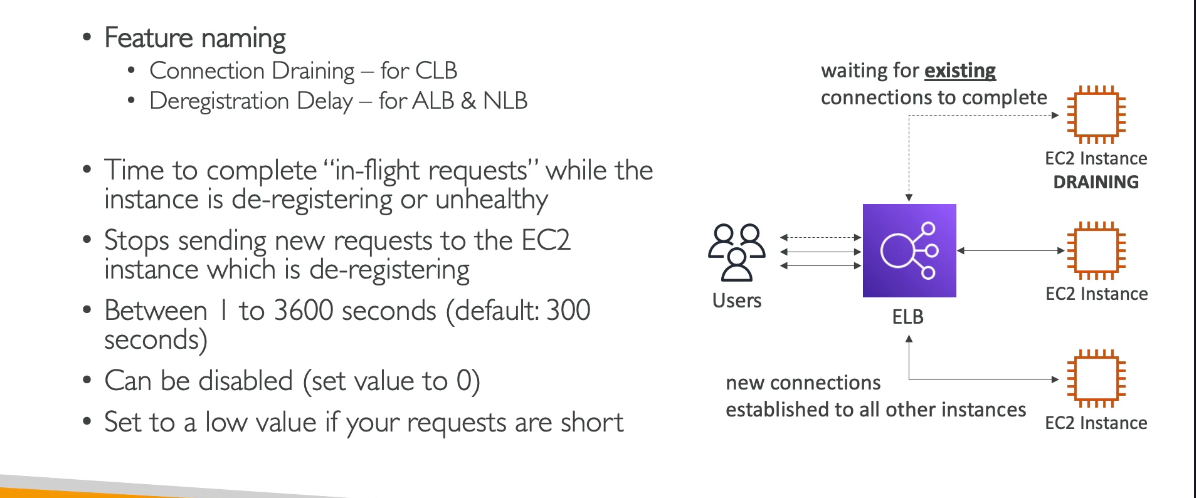 • Feature naming
• Connection Draining – for CLB
• Deregistration Delay – for ALB & NLB
• Time to complete “in-flight requests” while the
instance is de-registering or unhealthy
• Stops sending new requests to the EC2
instance which is de-registering
• Between 1 to 3600 seconds (default: 300
seconds)
• Can be disabled (set value to 0)
• Set to a low value if your requests are short
waiting for existing
connections to complete
EC2 Instance
DRAINING
Users
ELB
EC2 Instance
new connections
established to all other instances
EC2 Instance